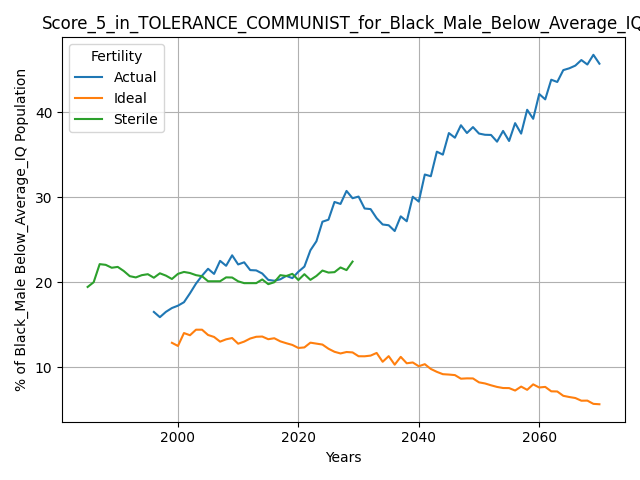 Score_5_in_TOLERANCE_COMMUNIST_for_Black_Male_Below_Average_IQ
Fertility
Actual
Ideal
Sterile
% of Black_Male Below_Average_IQ Population
40
30
20
10
2000 2020 2040 2060
Years